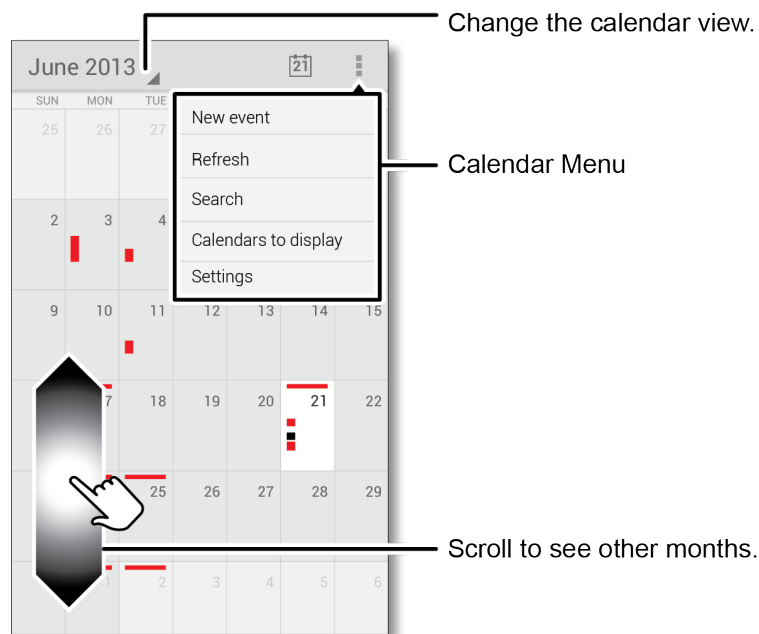 Change the calendar view.
June 2013
21
SUN MON TUE
25 26 27
New event
Refresh
Calendar Menu
Search
Calendars to display
Settings
2 3 4
9 10 11 12 13 14 15
7 18 19 20 21 22
25 26 27 28 29
Scroll to see other months.
1 2 3 4 5 6